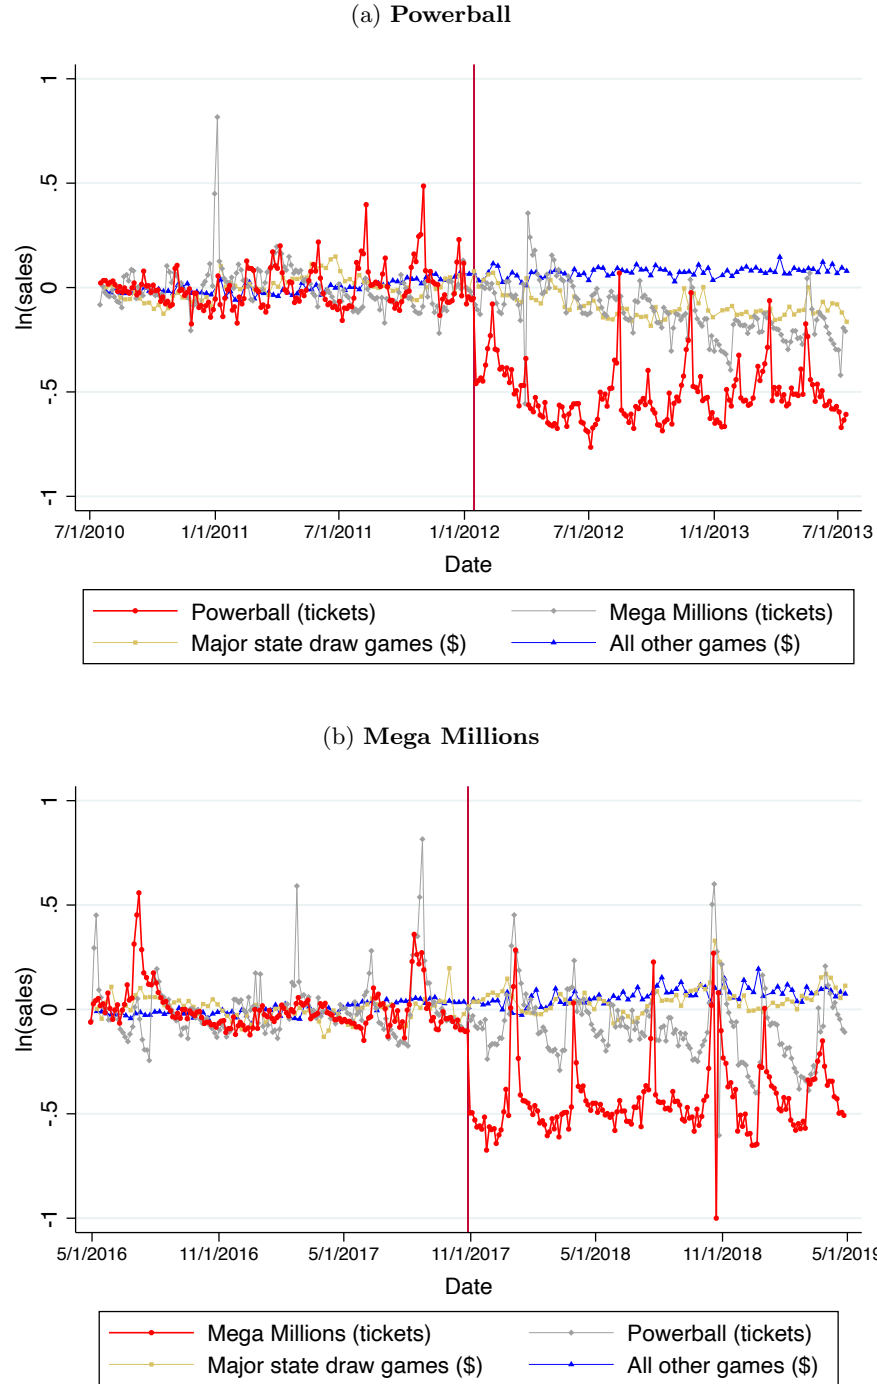 (a) Powerball
1
.5
0
-.5
-1
ln(sales)
7/1/2010 1/1/2011 7/1/2011 1/1/2012 7/1/2012 1/1/2013 7/1/2013
Date
Powerball (tickets) Mega Millions (tickets)
Major state draw games ($) All other games ($)
(b) Mega Millions
1
.5
0
-.5
-1
ln(sales)
5/1/2016 11/1/2016 5/1/2017 11/1/2017 5/1/2018 11/1/2018 5/1/2019
Date
Mega Millions (tickets) Powerball (tickets)
Major state draw games ($) All other games ($)